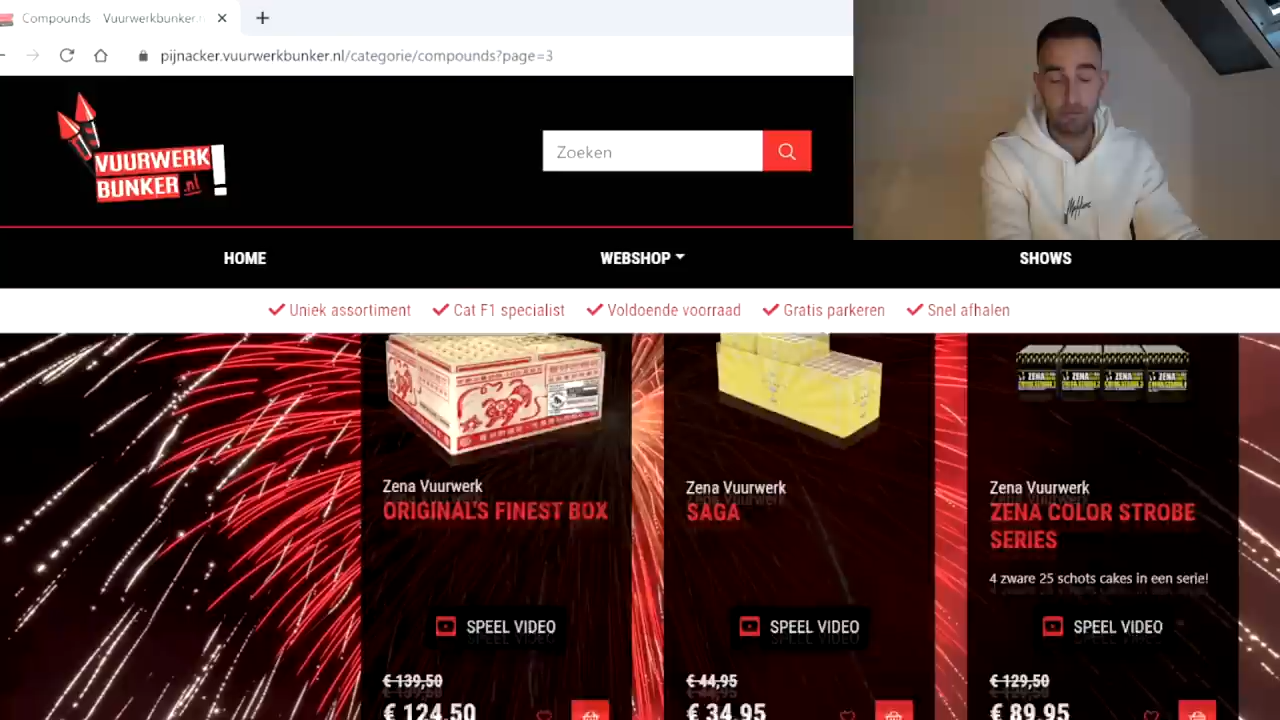 Compounds Vuurwerkbunker.n
pijnacker.vuurwerkbunker.nl/categorie/compounds?page=3
VUURWERK
BUNKER.nl!
Zoeken
HOME WEBSHOP SHOWS
Uniek assortiment Cat F1 specialist Voldoende voorraad Gratis parkeren Snel afhalen
Zena Vuurwerk
ORIGINAL'S FINEST BOX
Zena Vuurwerk
SAGA
Zena Vuurwerk
ZENA COLOR STROBE
SERIES
4 zware 25 schots cakes in een serie!
SPEEL VIDEO SPEEL VIDEO SPEEL VIDEO
€ 139,50 € 44,95 € 129,50
€ 124,50 € 34,95 € 89,95